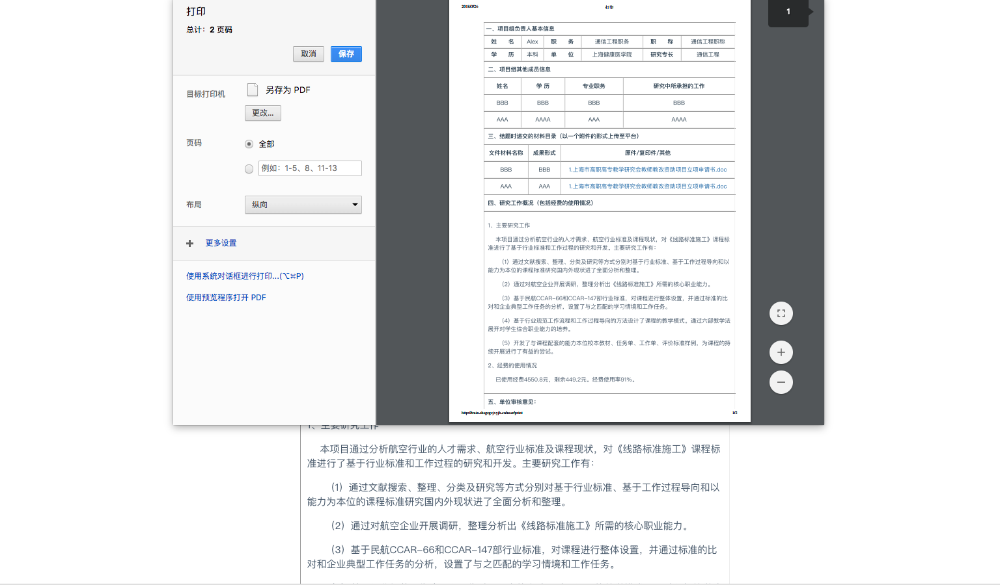 打印
总计：2 页码
取消
保存
目标打印机
另存为 PDF
更改...
页码
全部
例如：1-5、8、11-13
布局
纵向
更多设置
使用系统对话框进行打印...(⌥⌘P)
使用预览程序打开 PDF
2018/3/26 打印
一、项目组负责人基本信息
姓 名 Alex 职 务 通信工程职务 职 称 通信工程职称
学 历 本科 单 位 上海健康医学院 研究专长 通信工程
二、项目组其他成员信息
姓名 学 历 专业职务 研究中所承担的工作
BBB BBB BBB BBB
AAA AAAA AAA AAAA
三、结题时递交的材料目录（以一个附件的形式上传至平台）
文件材料名称 成果形式 原件/复印件/其他
BBB BBB 1.上海市高职高专教学研究会教师教改资助项目立项申请书.doc
AAA AAA 1.上海市高职高专教学研究会教师教改资助项目立项申请书.doc
四、研究工作概况（包括经费的使用情况）
1、主要研究工作
本项目通过分析航空行业的人才需求、航空行业标准及课程现状，对《线路标准施工》课程标
准进行了基于行业标准和工作过程的研究和开发。主要研究工作有：
（1）通过文献搜索、整理、分类及研究等方式分别对基于行业标准、基于工作过程导向和以
能力为本位的课程标准研究国内外现状进了全面分析和整理。
（2）通过对航空企业开展调研，整理分析出《线路标准施工》所需的核心职业能力。
（3）基于民航CCAR-66和CCAR-147部行业标准，对课程进行整体设置，并通过标准的比
对和企业典型工作任务的分析，设置了与之匹配的学习情境和工作任务。
（4）基于行业规范工作流程和工作过程导向的方法设计了课程的教学模式。通过六部教学法
展开对学生综合职业能力的培养。
（5）开发了与课程配套的能力本位校本教材、任务单、工作单、评价标准样例，为课程的持
续开展进行了有益的尝试。
2、经费的使用情况
已使用经费4550.8元，剩余449.2元。经费使用率91%。
五、单位审核意见：
1/2
1
1、主要研究工作
本项目通过分析航空行业的人才需求、航空行业标准及课程现状，对《线路标准施工》课程标
准进行了基于行业标准和工作过程的研究和开发。主要研究工作有：
（1）通过文献搜索、整理、分类及研究等方式分别对基于行业标准、基于工作过程导向和以
能力为本位的课程标准研究国内外现状进了全面分析和整理。
（2）通过对航空企业开展调研，整理分析出《线路标准施工》所需的核心职业能力。
（3）基于民航CCAR-66和CCAR-147部行业标准，对课程进行整体设置，并通过标准的比
对和企业典型工作任务的分析，设置了与之匹配的学习情境和工作任务。